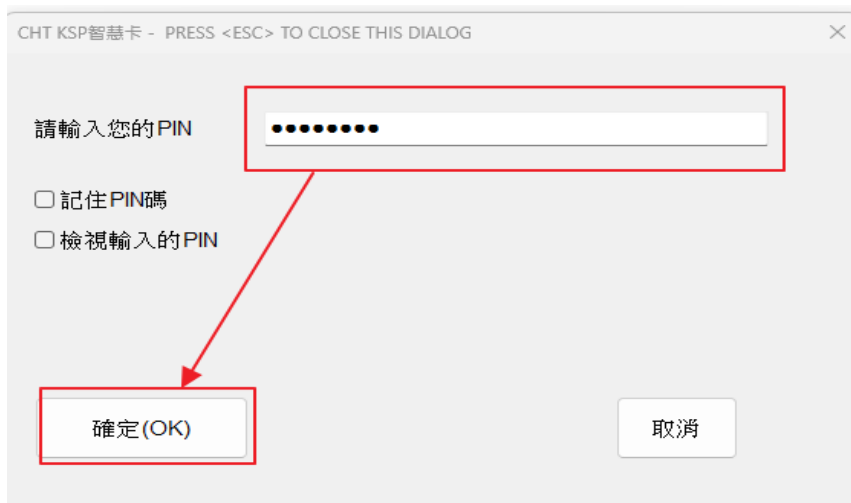 CHT KSP智慧卡 - PRESS <ESC> TO CLOSE THIS DIALOG
請輸入您的PIN
記住PIN碼
檢視輸入的PIN
確定(OK)
取消